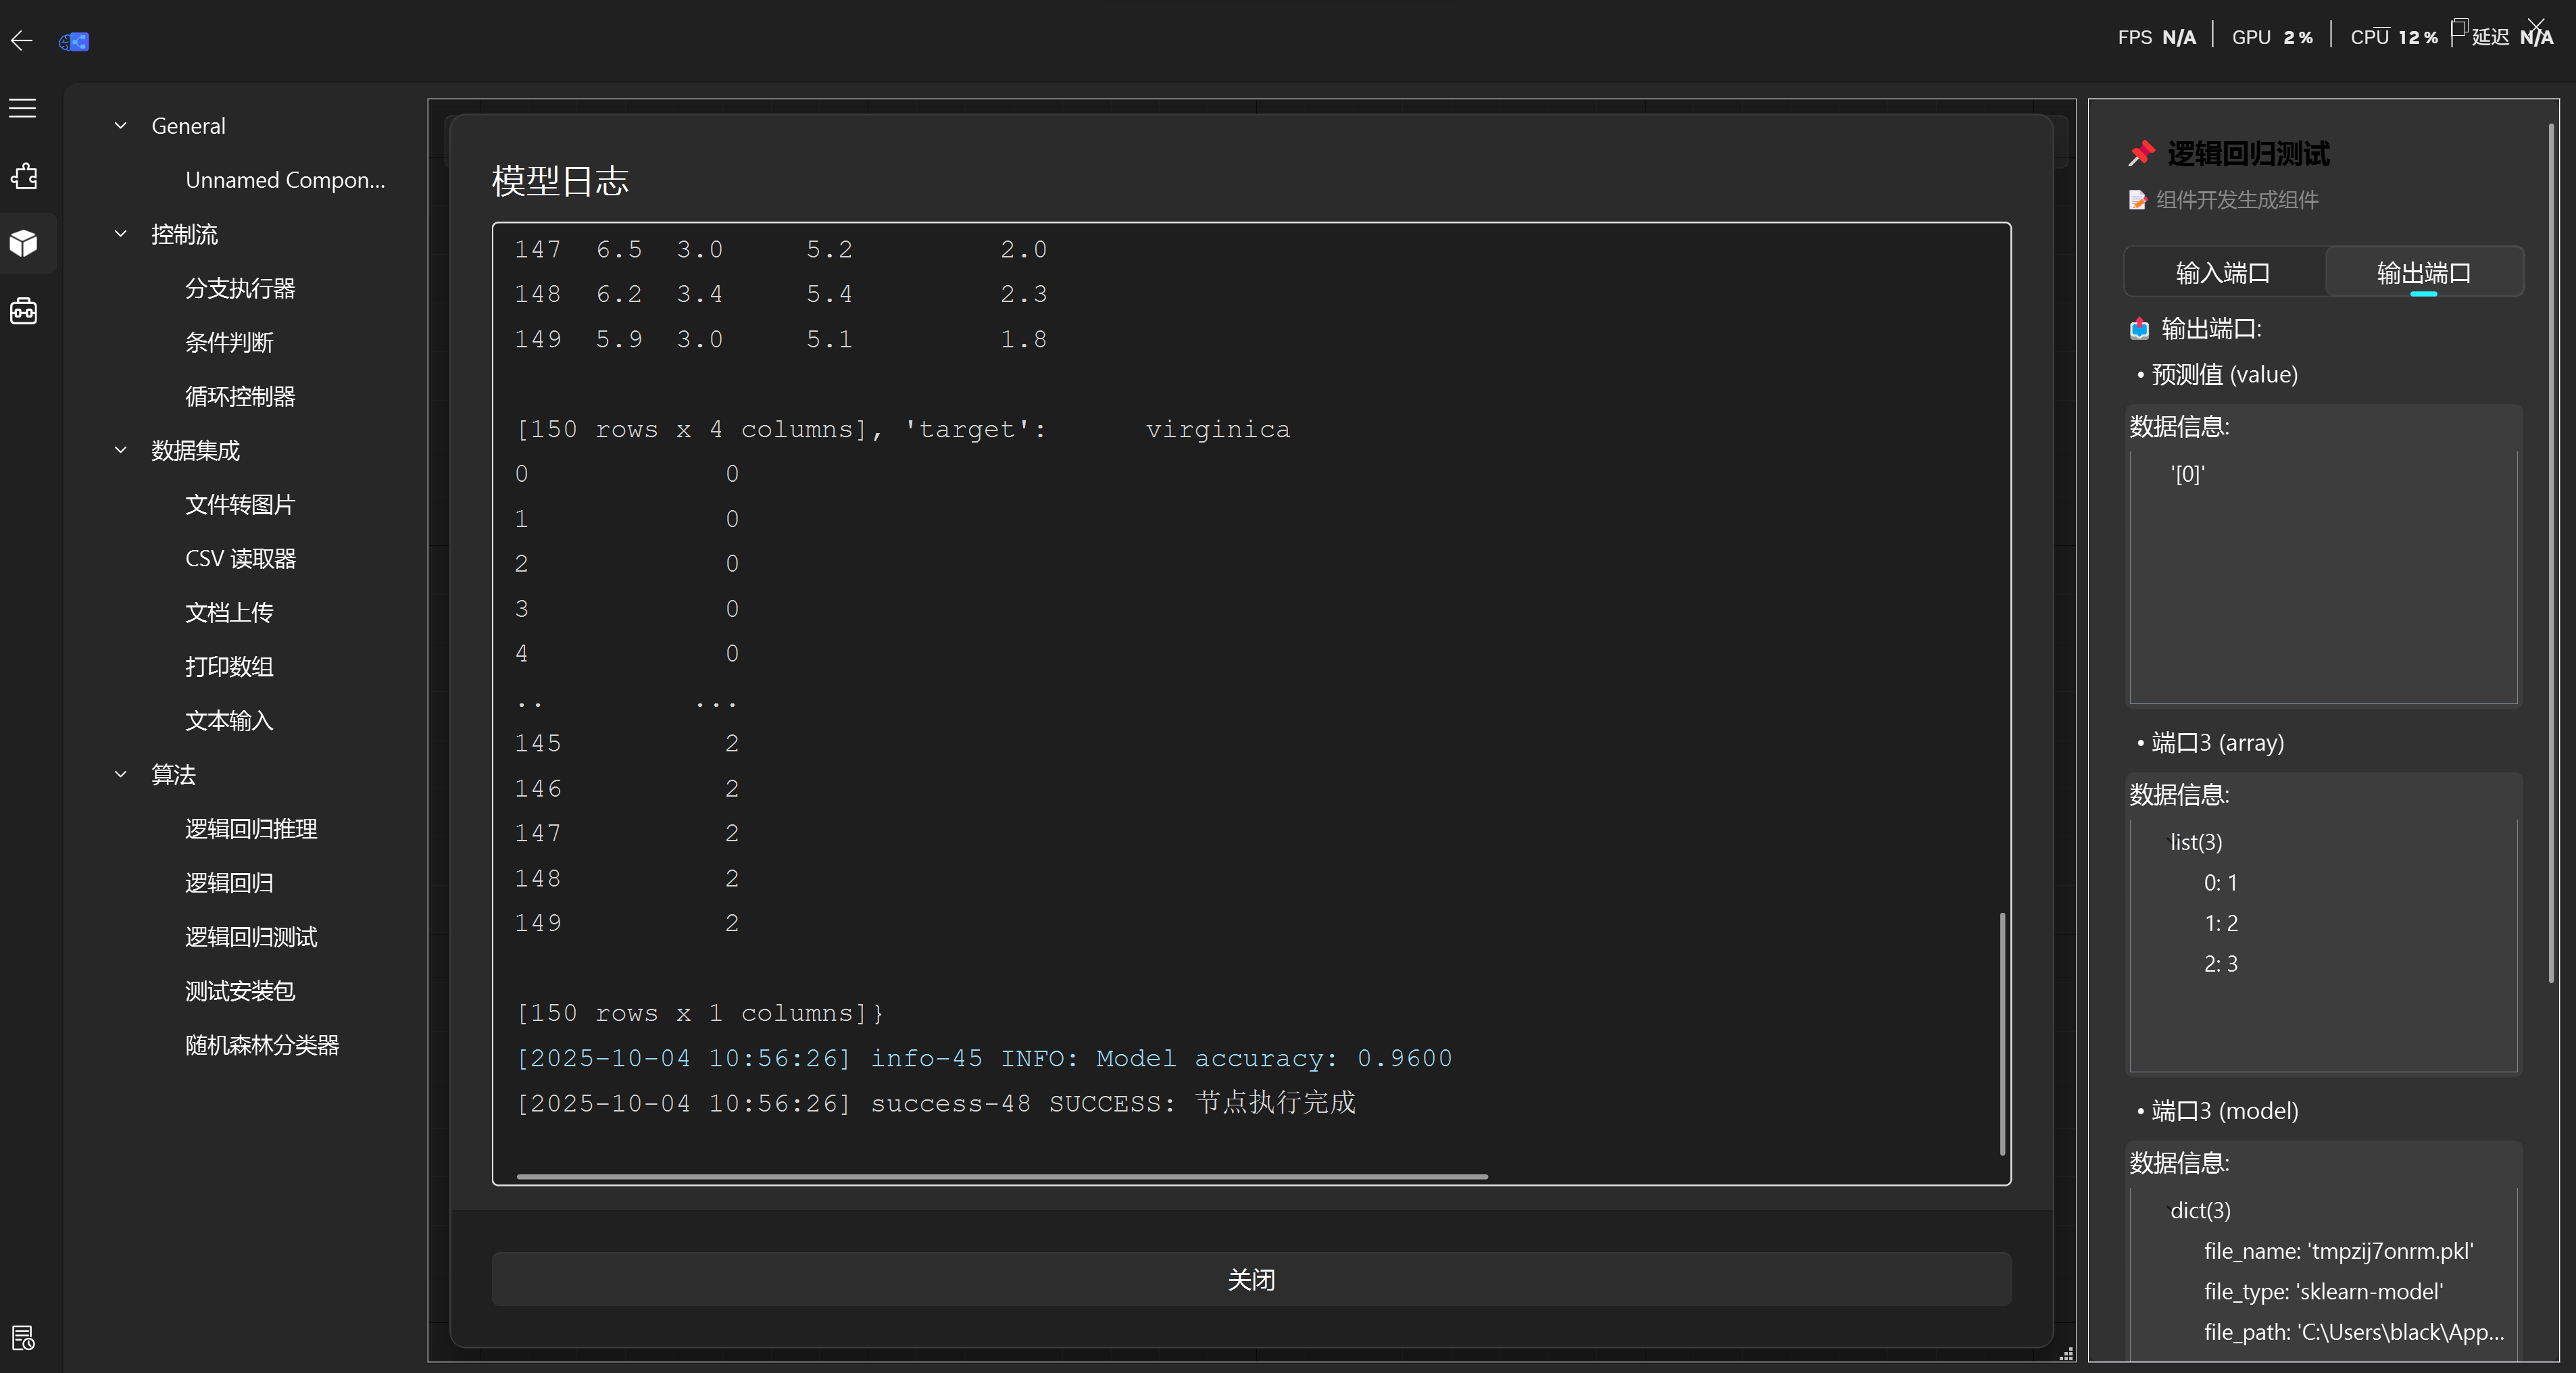 FPS N/A | GPU 2% | CPU 12% | 延迟 N/A
General
Unnamed Compon...
控制流
分支执行器
条件判断
循环控制器
数据集成
文件转图片
CSV 读取器
文档上传
打印数组
文本输入
算法
逻辑回归推理
逻辑回归
逻辑回归测试
测试安装包
随机森林分类器
模型日志
147 6.5 3.0 5.2 2.0
148 6.2 3.4 5.4 2.3
149 5.9 3.0 5.1 1.8
[150 rows x 4 columns], 'target': virginica
0 0
1 0
2 0
3 0
4 0
.. ...
145 2
146 2
147 2
148 2
149 2
[150 rows x 1 columns]}
[2025-10-04 10:56:26] info-45 INFO: Model accuracy: 0.9600
[2025-10-04 10:56:26] success-48 SUCCESS: 节点执行完成
关闭
逻辑回归测试
组件开发生成组件
输入端口 输出端口
输出端口:
• 预测值 (value)
数据信息:
'[0]'
• 端口3 (array)
数据信息:
list(3)
0: 1
1: 2
2: 3
• 端口3 (model)
数据信息:
dict(3)
file_name: 'tmpzij7onrm.pkl'
file_type: 'sklearn-model'
file_path: 'C:\Users\black\App...